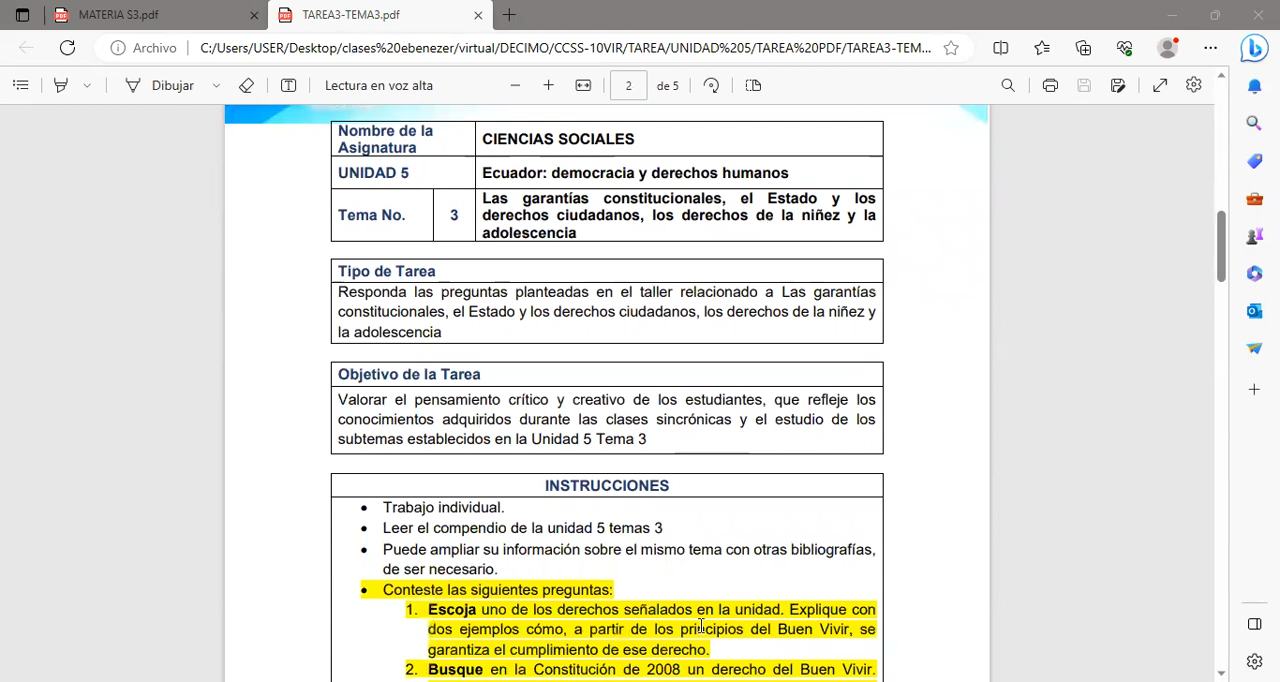 MATERIA S3.pdf
TAREA3-TEMA3.pdf
Archivo
C:/Users/USER/Desktop/clases%20ebenezer/virtual/DECIMO/CCSS-10VIR/TAREA/UNIDAD%205/TAREA%20PDF/TAREA3-TEM...
Dibujar
Lectura en voz alta
2
de 5
Nombre de la Asignatura
CIENCIAS SOCIALES
UNIDAD 5
Ecuador: democracia y derechos humanos
Tema No.
3
Las garantías constitucionales, el Estado y los
derechos ciudadanos, los derechos de la niñez y la
adolescencia
Tipo de Tarea
Responda las preguntas planteadas en el taller relacionado a Las garantías
constitucionales, el Estado y los derechos ciudadanos, los derechos de la niñez y
la adolescencia
Objetivo de la Tarea
Valorar el pensamiento crítico y creativo de los estudiantes, que refleje los
conocimientos adquiridos durante las clases sincrónicas y el estudio de los
subtemas establecidos en la Unidad 5 Tema 3
INSTRUCCIONES
• Trabajo individual.
• Leer el compendio de la unidad 5 temas 3
• Puede ampliar su información sobre el mismo tema con otras bibliografías,
de ser necesario.
• Conteste las siguientes preguntas:
1. Escoja uno de los derechos señalados en la unidad. Explique con
dos ejemplos cómo, a partir de los principios del Buen Vivir, se
garantiza el cumplimiento de ese derecho.
2. Busque en la Constitución de 2008 un derecho del Buen Vivir.